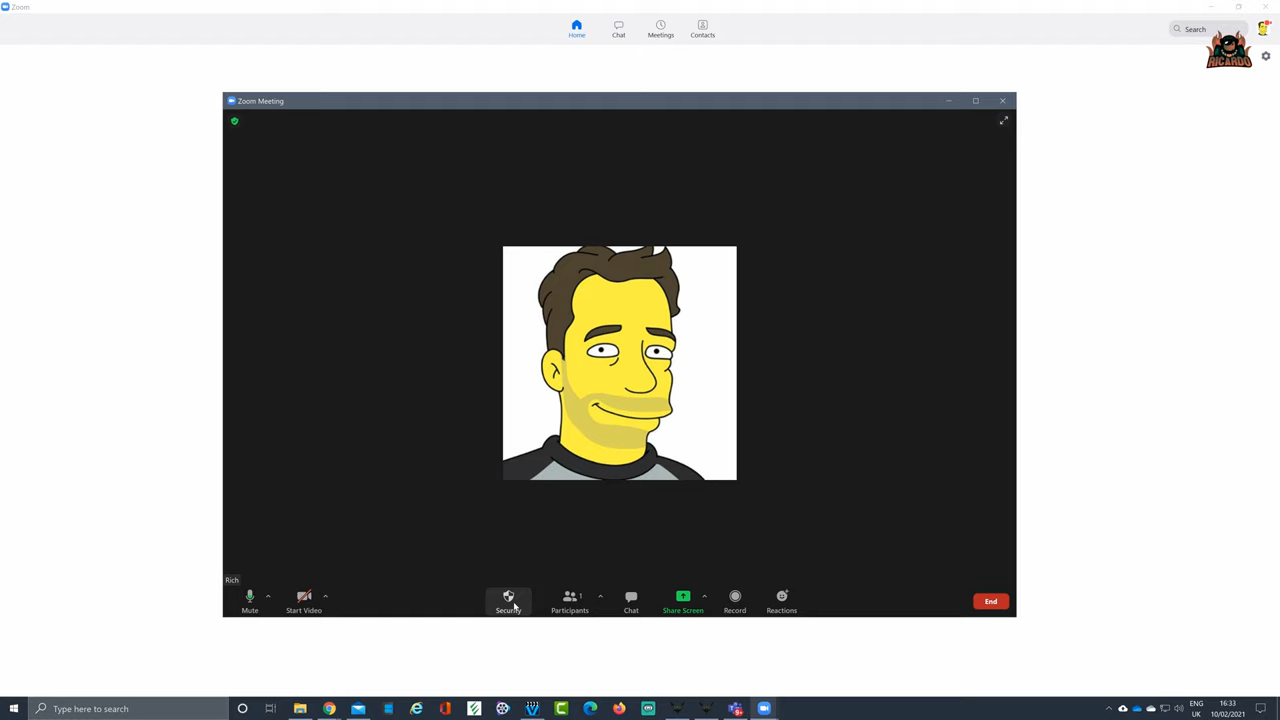 Zoom
Home
Chat
Meetings
Contacts
Search
RICARDO
Zoom Meeting
Rich
Mute
Start Video
Security
Participants
1
Chat
Share Screen
Record
Reactions
End
Type here to search
9+
ENG
UK
16:33
10/02/2021